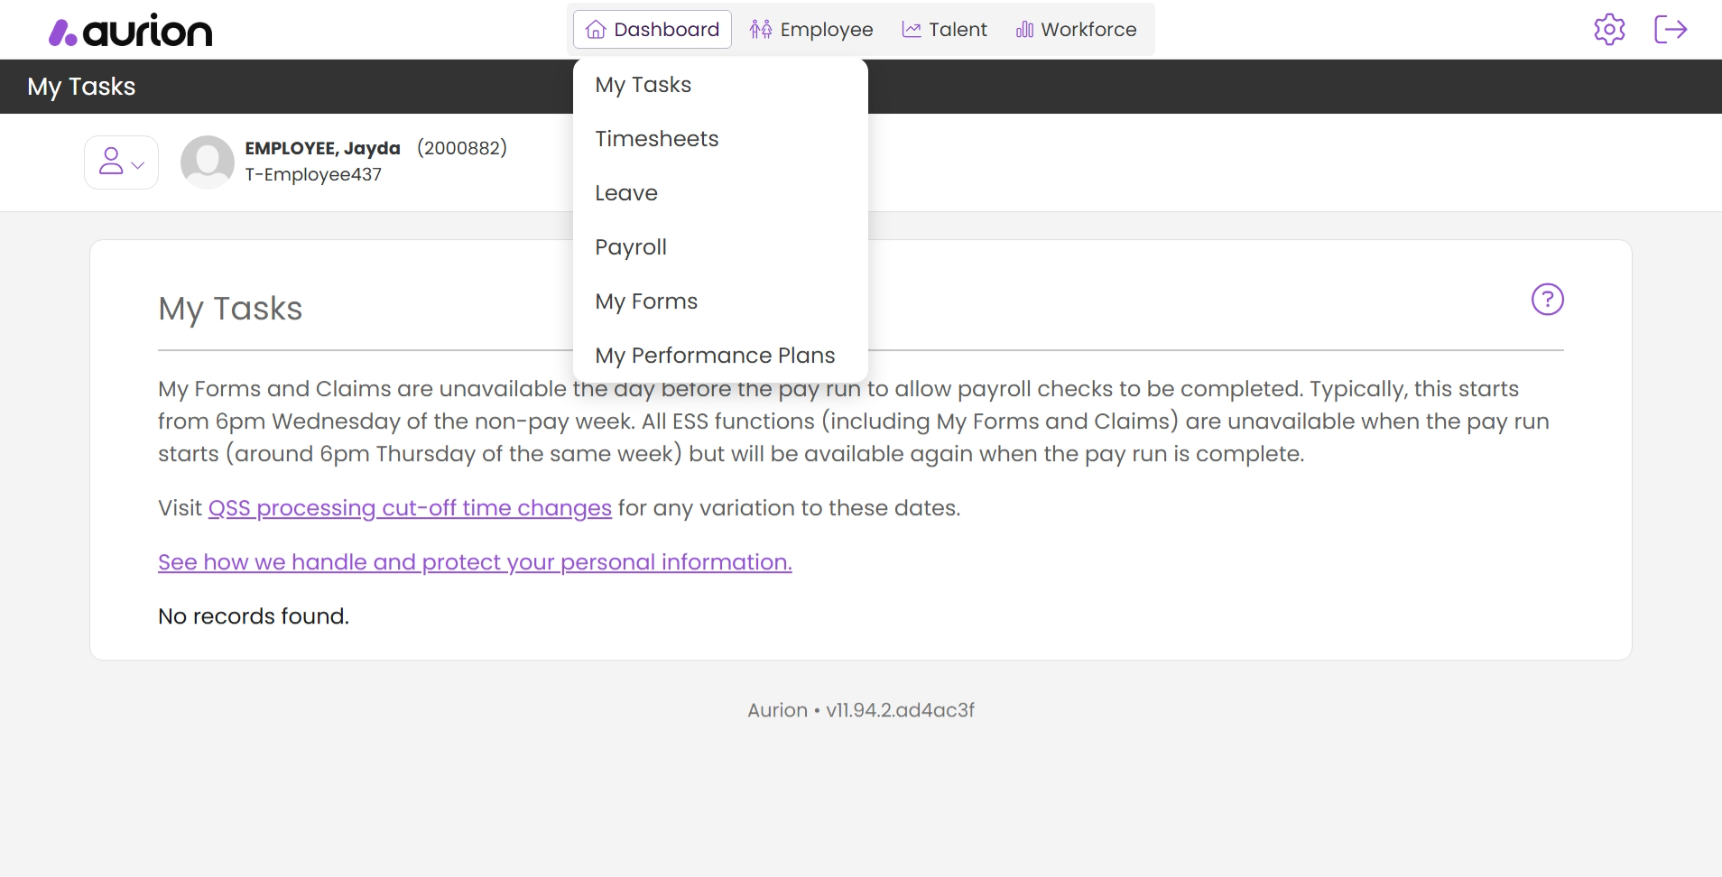 aurion
Dashboard
Employee
Talent
Workforce
My Tasks
My Tasks
Timesheets
Leave
Payroll
My Forms
My Performance Plans
EMPLOYEE, Jayda (2000882)
T-Employee437
My Tasks
?
My Forms and Claims are unavailable the day before the pay run to allow payroll checks to be completed. Typically, this starts
from 6pm Wednesday of the non-pay week. All ESS functions (including My Forms and Claims) are unavailable when the pay run
starts (around 6pm Thursday of the same week) but will be available again when the pay run is complete.
Visit QSS processing cut-off time changes for any variation to these dates.
See how we handle and protect your personal information.
No records found.
Aurion • v11.94.2.ad4ac3f